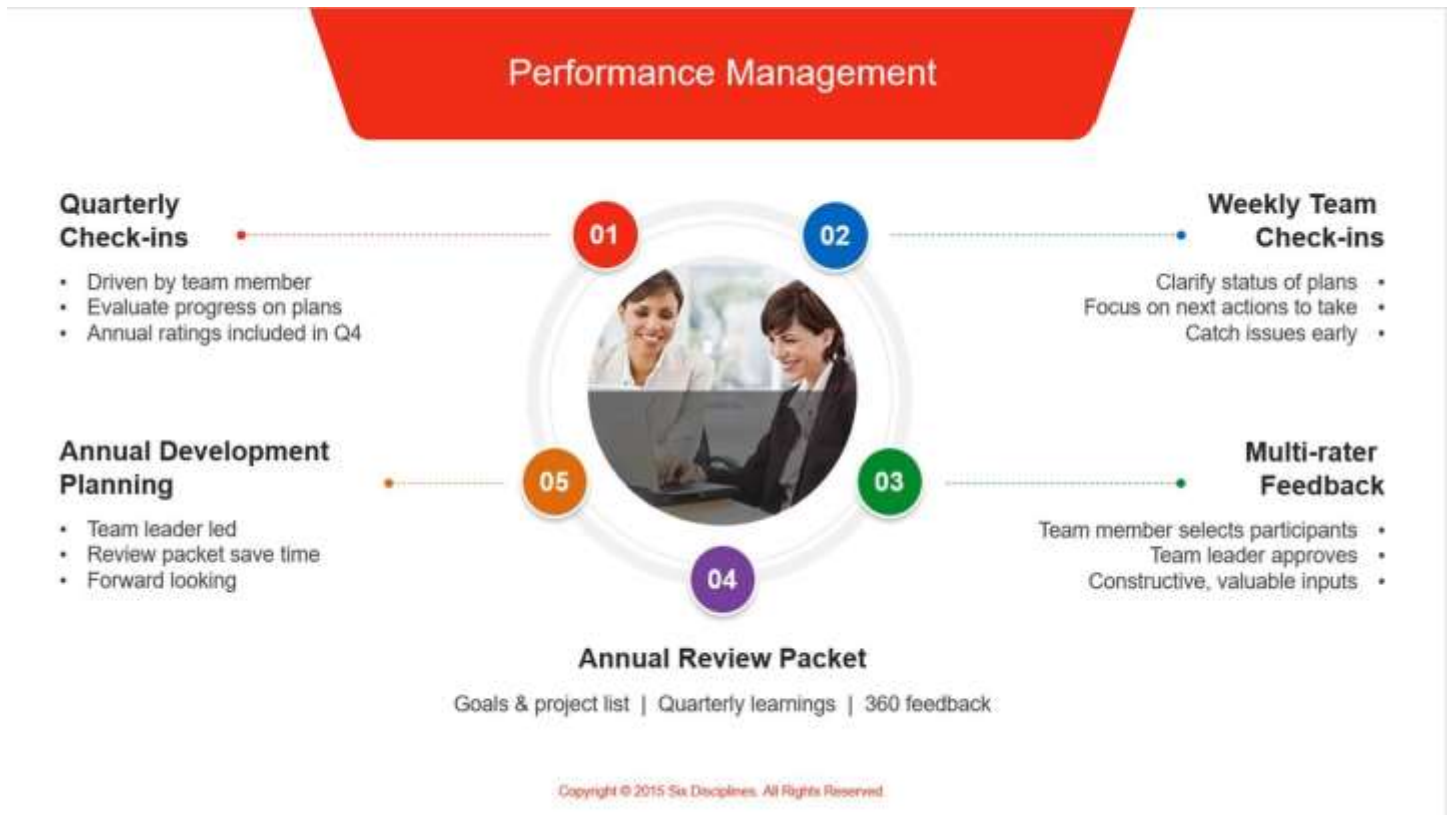 Performance Management
01
Quarterly
Check-ins
• Driven by team member
• Evaluate progress on plans
• Annual ratings included in Q4
02
Weekly Team
Check-ins
Clarify status of plans •
Focus on next actions to take •
Catch issues early •
03
Multi-rater
Feedback
Team member selects participants •
Team leader approves •
Constructive, valuable inputs •
04
Annual Review Packet
Goals & project list | Quarterly learnings | 360 feedback
05
Annual Development
Planning
• Team leader led
• Review packet save time
• Forward looking
Copyright © 2015 Six Disciplines. All Rights Reserved.